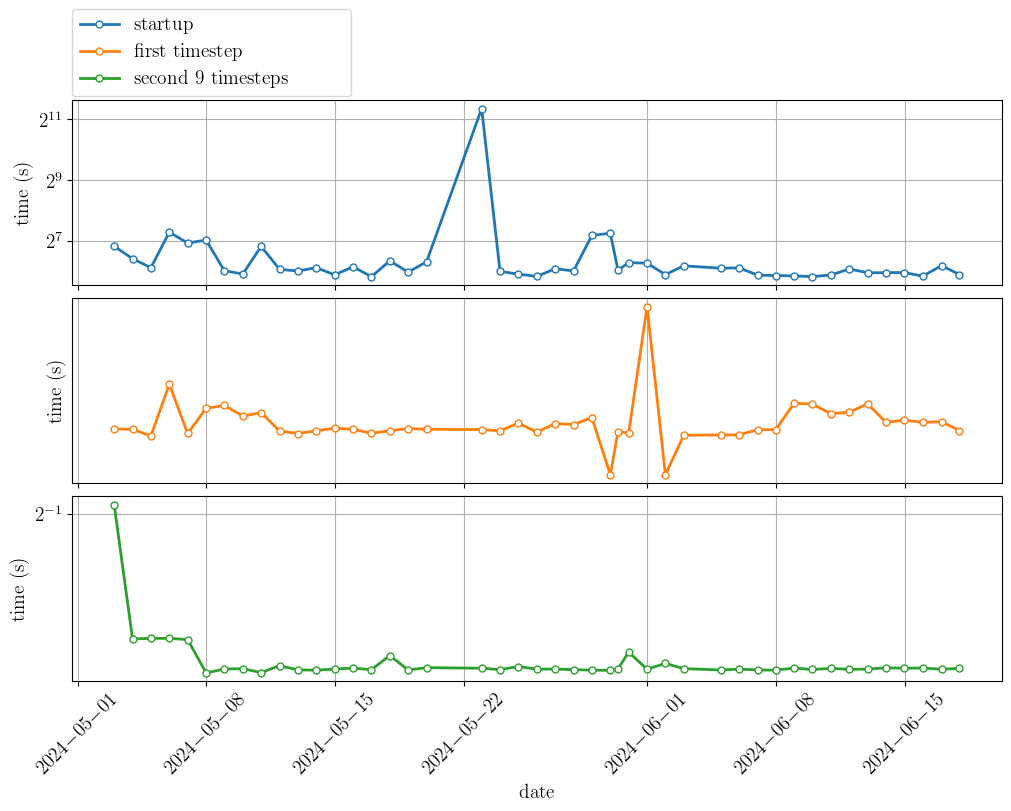 startup
first timestep
second 9 timesteps
2^11
2^9
2^7
time (s)
time (s)
2^−1
time (s)
2024−05−01
2024−05−08
2024−05−15
2024−05−22
2024−06−01
2024−06−08
2024−06−15
date